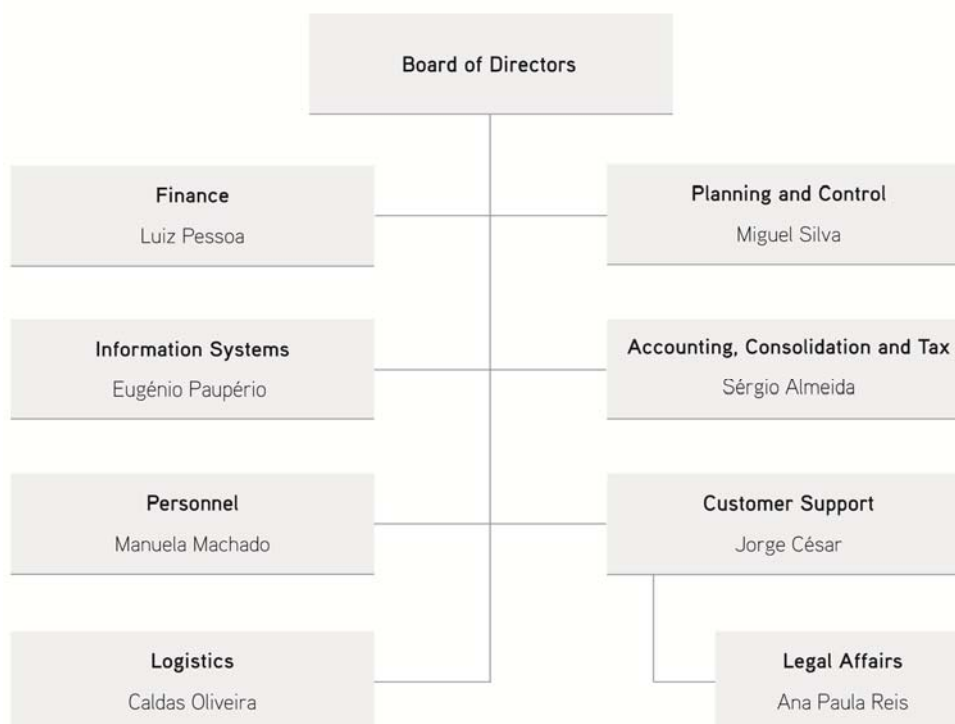 Board of Directors
Finance
Luiz Pessoa
Planning and Control
Miguel Silva
Information Systems
Eugénio Paupério
Accounting, Consolidation and Tax
Sérgio Almeida
Personnel
Manuela Machado
Customer Support
Jorge César
Logistics
Caldas Oliveira
Legal Affairs
Ana Paula Reis